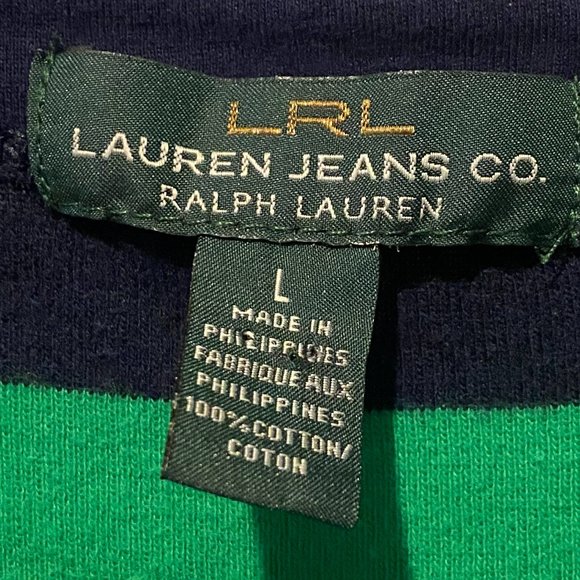 LRL
LAUREN JEANS CO.
RALPH LAUREN
L
MADE IN
PHILIPPINES
FABRIQUE AUX
PHILIPPINES
100% COTTON/
COTON